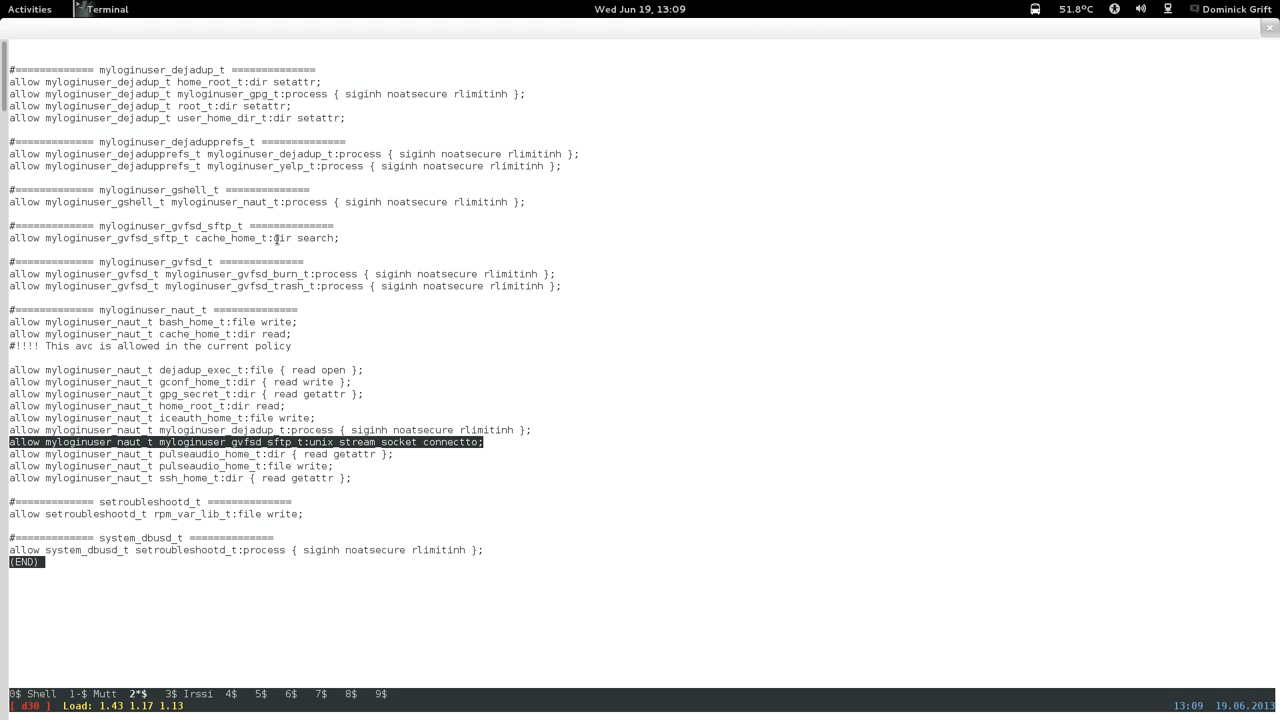 Activities Terminal Wed Jun 19, 13:09 51.8°C Dominick Grift
#============= myloginuser_dejadup_t ==============
allow myloginuser_dejadup_t home_root_t:dir setattr;
allow myloginuser_dejadup_t myloginuser_gpg_t:process { siginh noatsecure rlimitinh };
allow myloginuser_dejadup_t root_t:dir setattr;
allow myloginuser_dejadup_t user_home_dir_t:dir setattr;
#============= myloginuser_dejadupprefs_t ==============
allow myloginuser_dejadupprefs_t myloginuser_dejadup_t:process { siginh noatsecure rlimitinh };
allow myloginuser_dejadupprefs_t myloginuser_yelp_t:process { siginh noatsecure rlimitinh };
#============= myloginuser_gshell_t ==============
allow myloginuser_gshell_t myloginuser_naut_t:process { siginh noatsecure rlimitinh };
#============= myloginuser_gvfsd_sftp_t ==============
allow myloginuser_gvfsd_sftp_t cache_home_t:dir search;
#============= myloginuser_gvfsd_t ==============
allow myloginuser_gvfsd_t myloginuser_gvfsd_burn_t:process { siginh noatsecure rlimitinh };
allow myloginuser_gvfsd_t myloginuser_gvfsd_trash_t:process { siginh noatsecure rlimitinh };
#============= myloginuser_naut_t ==============
allow myloginuser_naut_t bash_home_t:file write;
allow myloginuser_naut_t cache_home_t:dir read;
#!!!! This avc is allowed in the current policy
allow myloginuser_naut_t dejadup_exec_t:file { read open };
allow myloginuser_naut_t gconf_home_t:dir { read write };
allow myloginuser_naut_t gpg_secret_t:dir { read getattr };
allow myloginuser_naut_t home_root_t:dir read;
allow myloginuser_naut_t iceauth_home_t:file write;
allow myloginuser_naut_t myloginuser_dejadup_t:process { siginh noatsecure rlimitinh };
allow myloginuser_naut_t myloginuser_gvfsd_sftp_t:unix_stream_socket connectto;
allow myloginuser_naut_t pulseaudio_home_t:dir { read getattr };
allow myloginuser_naut_t pulseaudio_home_t:file write;
allow myloginuser_naut_t ssh_home_t:dir { read getattr };
#============= setroubleshootd_t ==============
allow setroubleshootd_t rpm_var_lib_t:file write;
#============= system_dbusd_t ==============
allow system_dbusd_t setroubleshootd_t:process { siginh noatsecure rlimitinh };
(END)
0$ Shell 1-$ Mutt 2*$ 3$ Irssi 4$ 5$ 6$ 7$ 8$ 9$
[ d30 ] Load: 1.43 1.17 1.13 13:09 19.06.2013